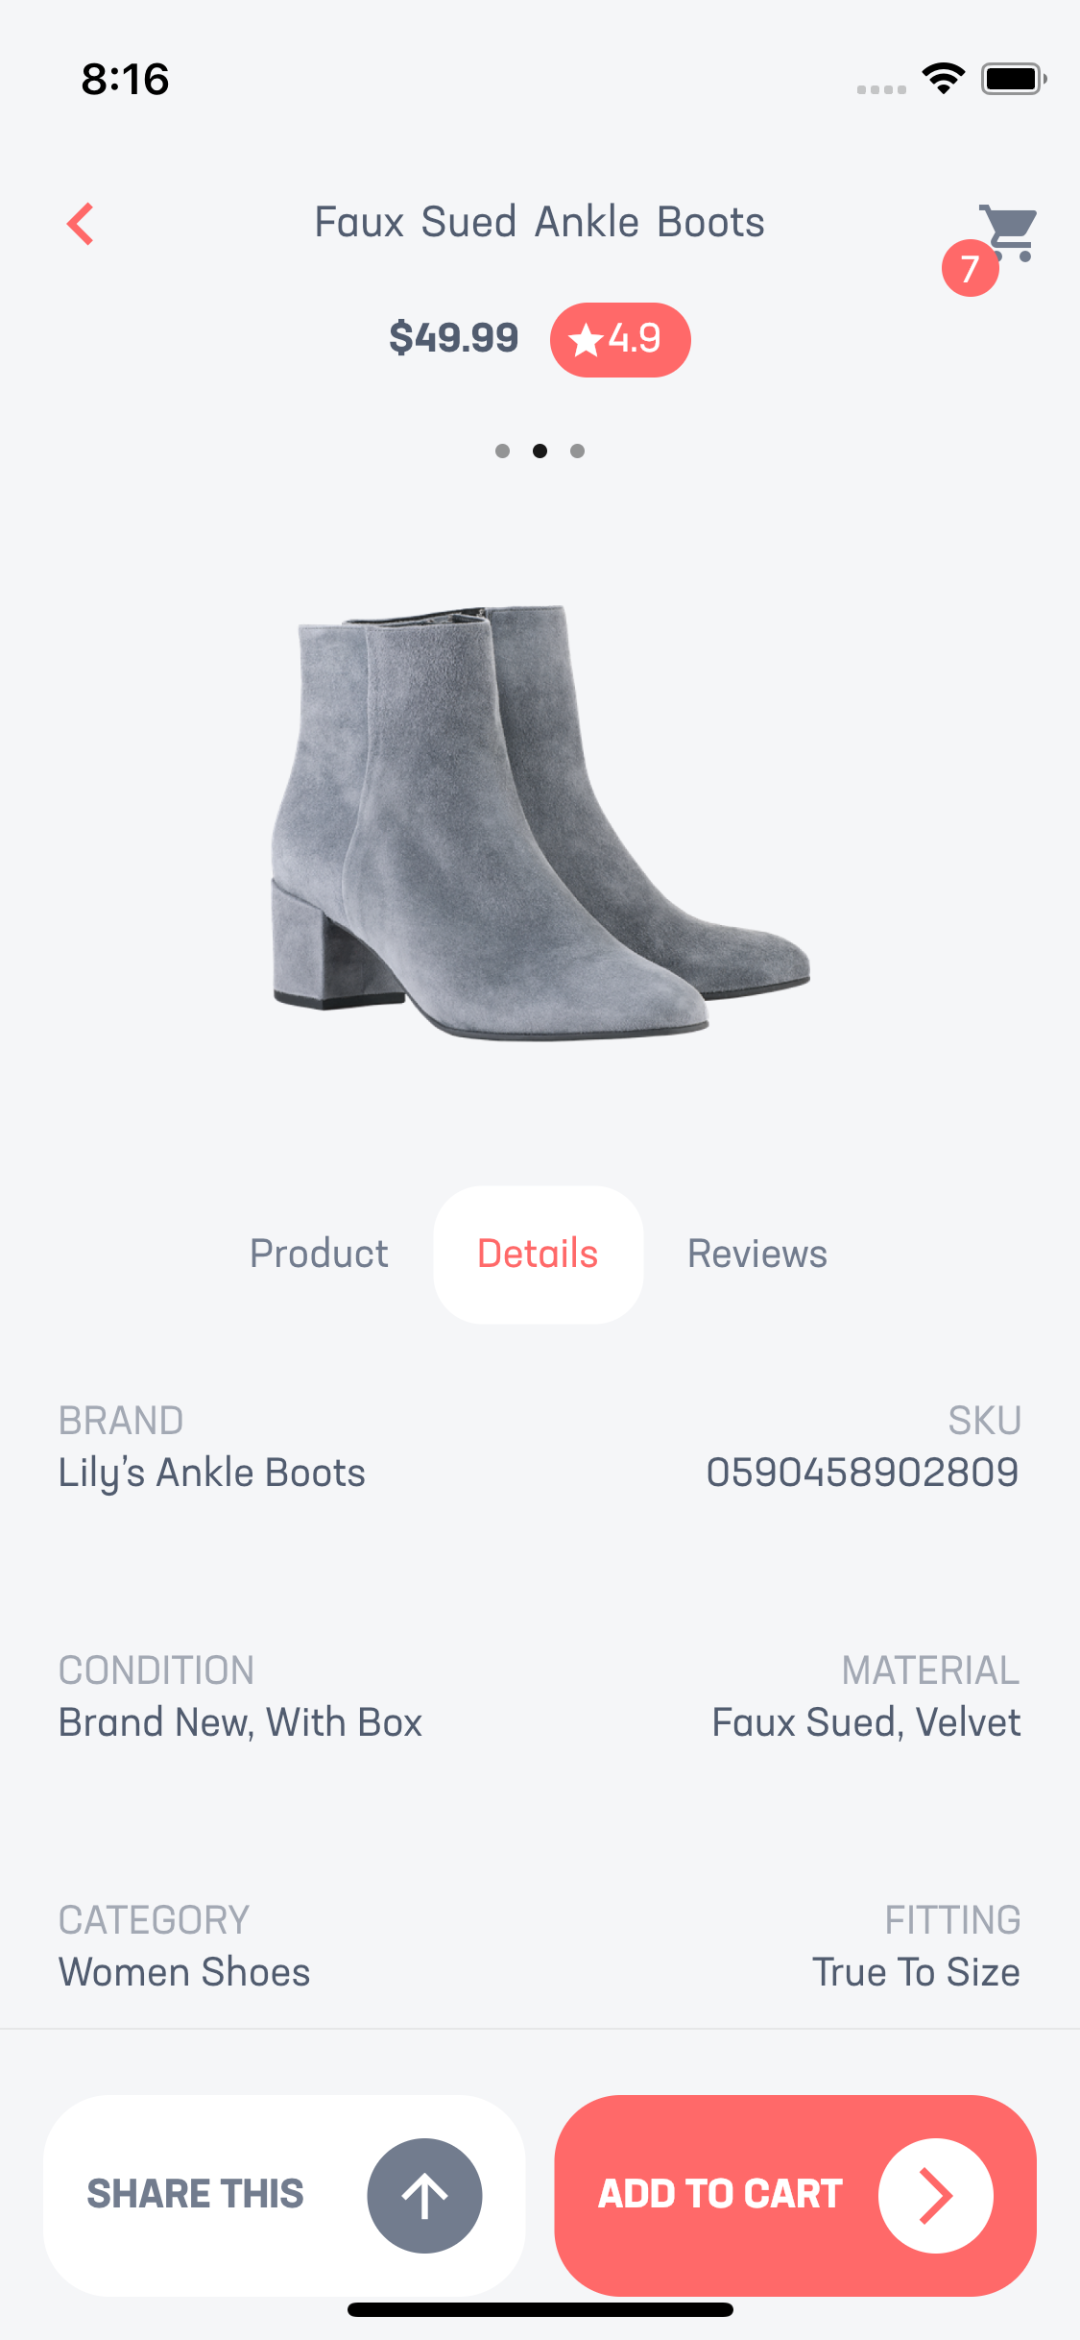 8:16
Faux Sued Ankle Boots
7
$49.99 4.9
Product Details Reviews
BRAND SKU
Lily's Ankle Boots 0590458902809
CONDITION MATERIAL
Brand New, With Box Faux Sued, Velvet
CATEGORY FITTING
Women Shoes True To Size
SHARE THIS ADD TO CART